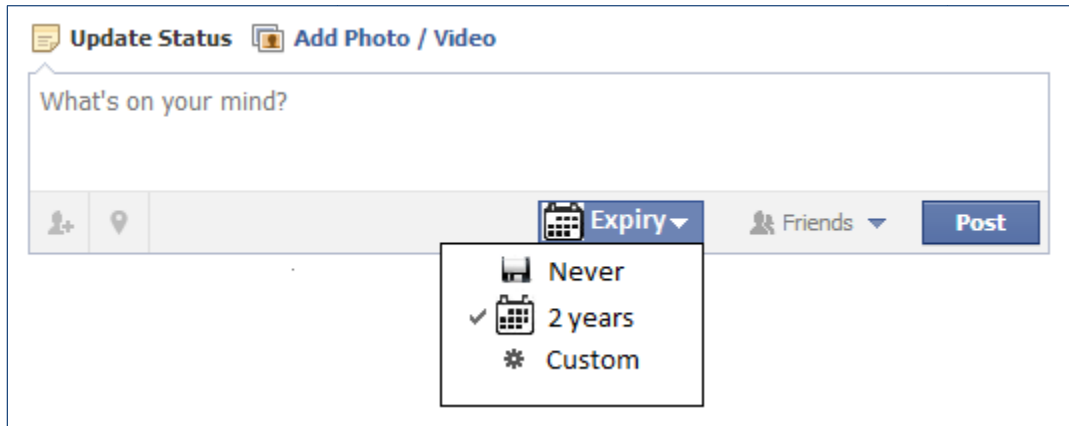 Update Status Add Photo / Video
What's on your mind?
Expiry Friends Post
Never
2 years
Custom